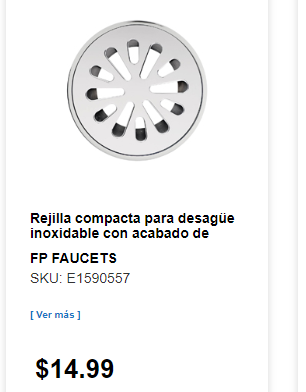 Rejilla compacta para desagüe
inoxidable con acabado de
FP FAUCETS
SKU: E1590557
[ Ver más ]
$14.99